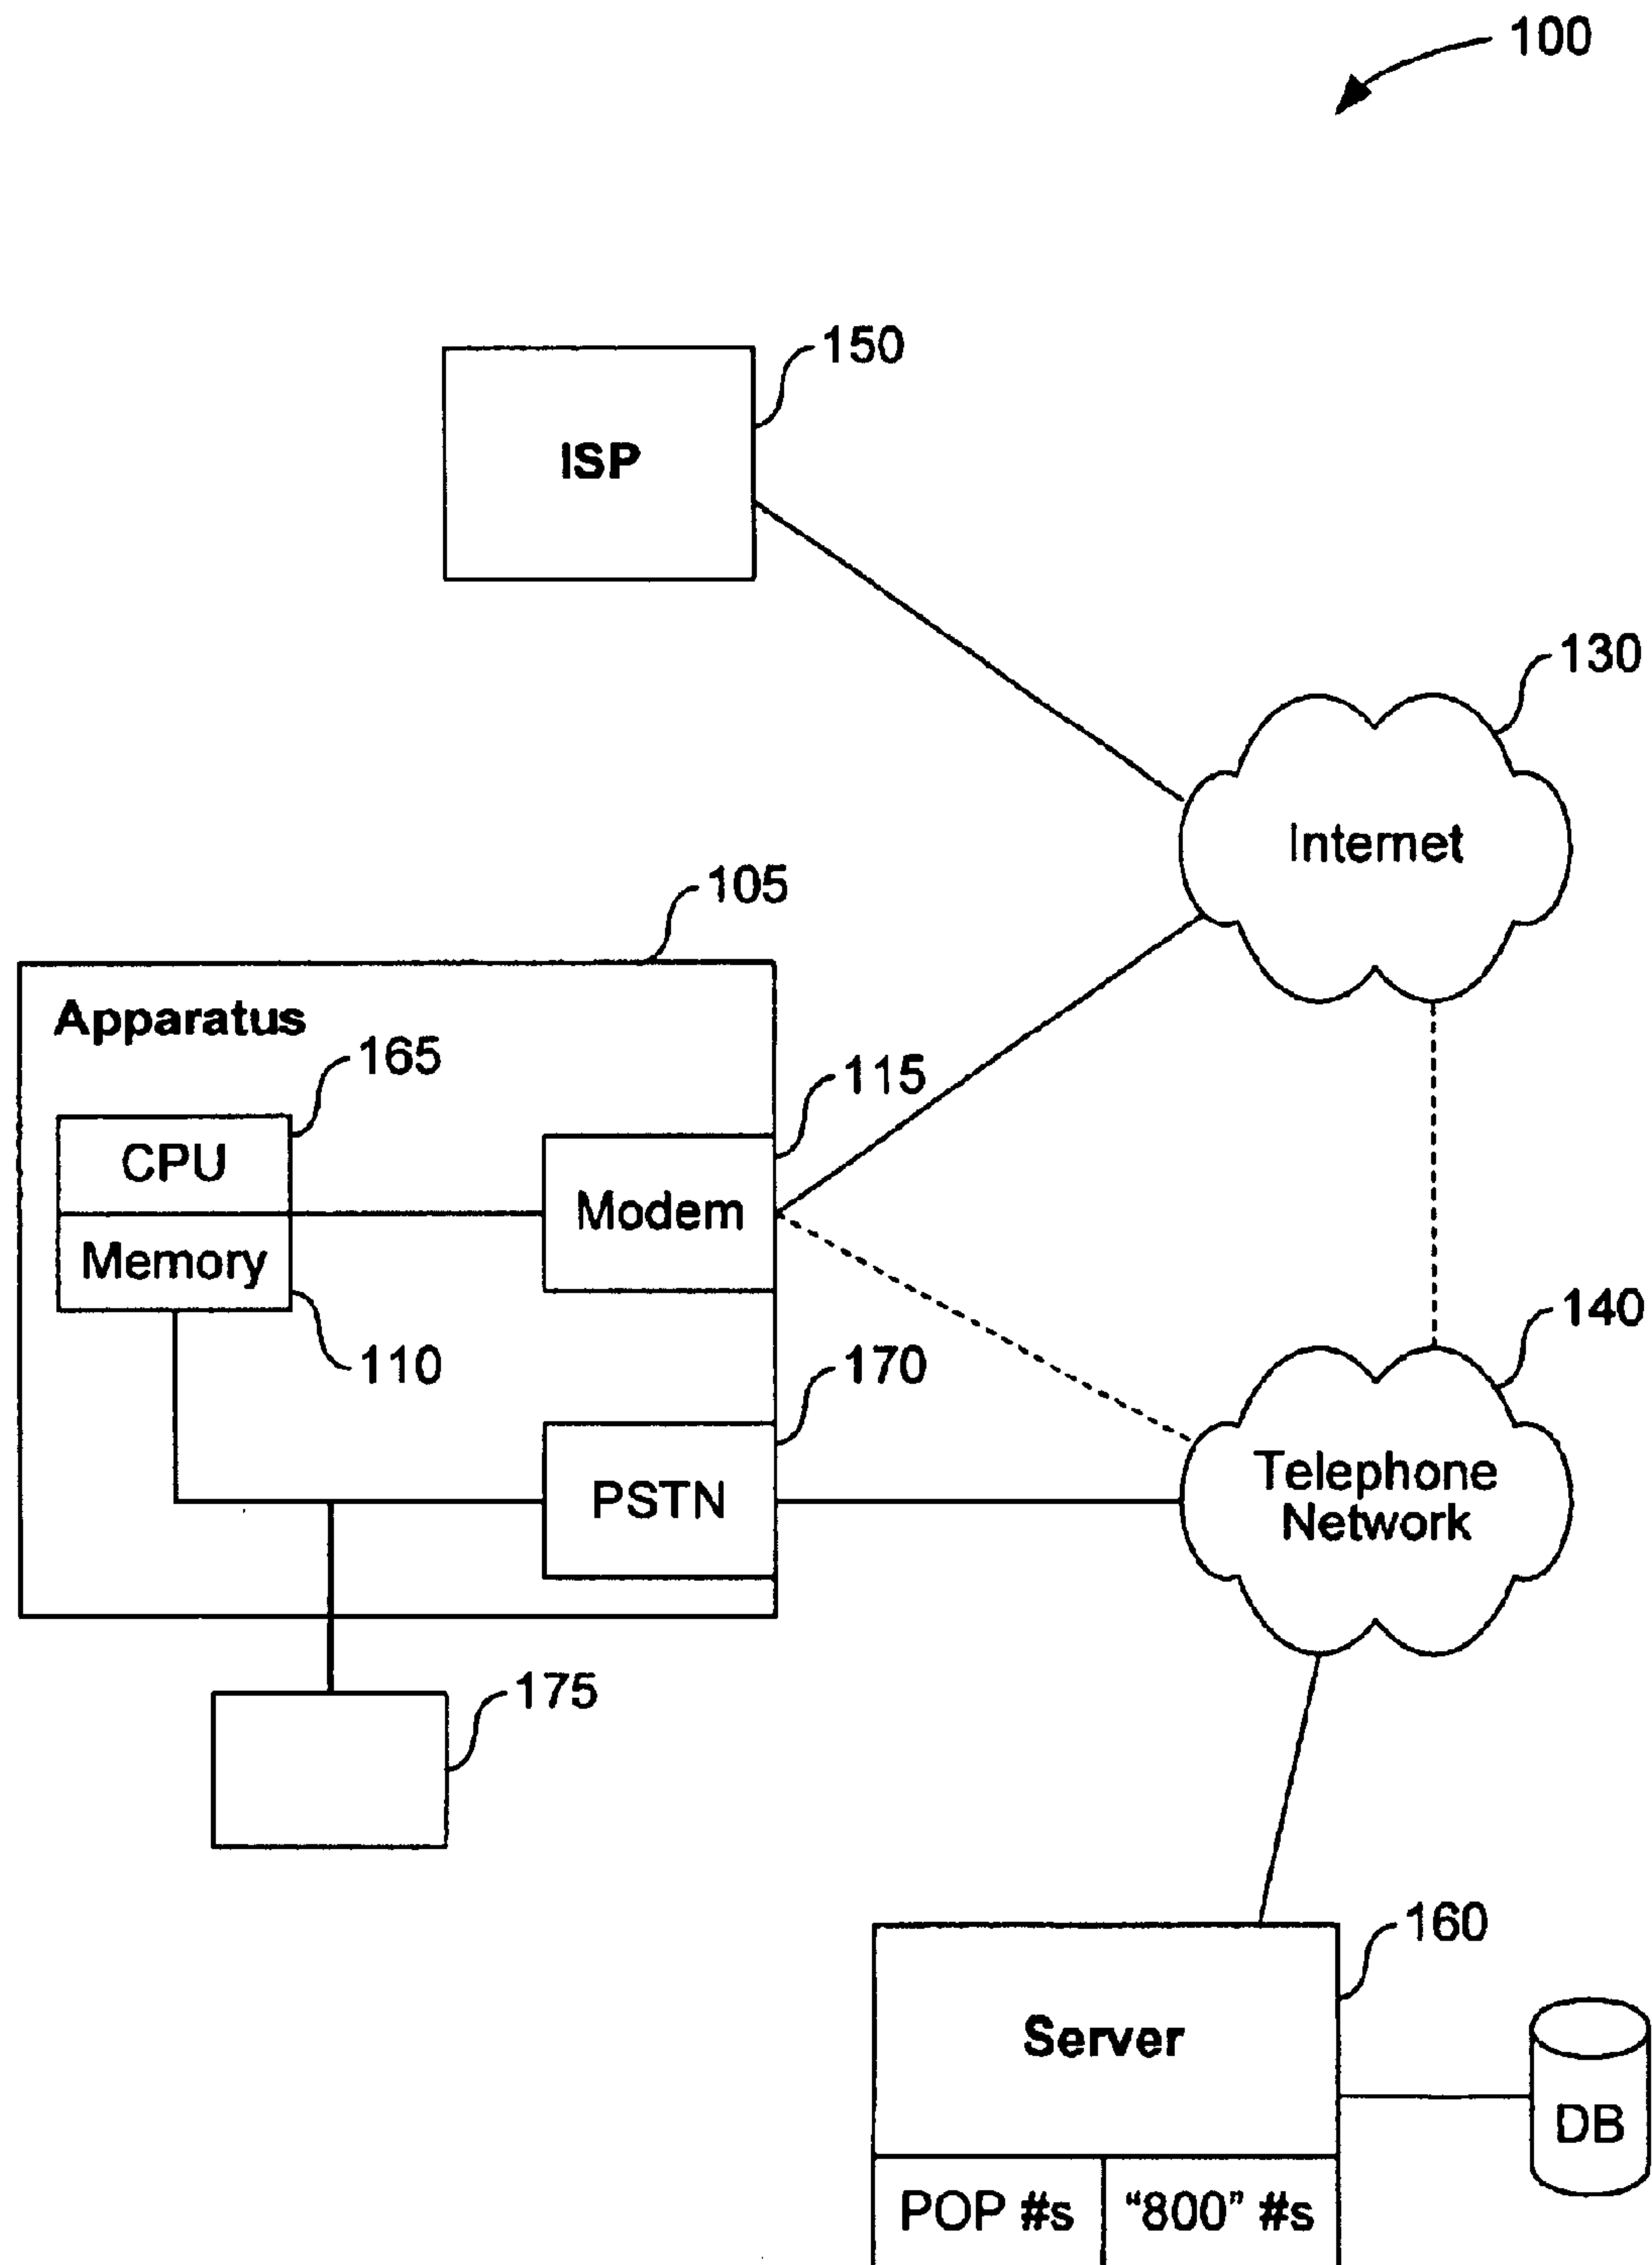 100
150
ISP
130
Internet
105
Apparatus
165
115
CPU
Modem
Memory
110
170
140
PSTN
Telephone
Network
175
160
Server
DB
POP #s
“800” #s